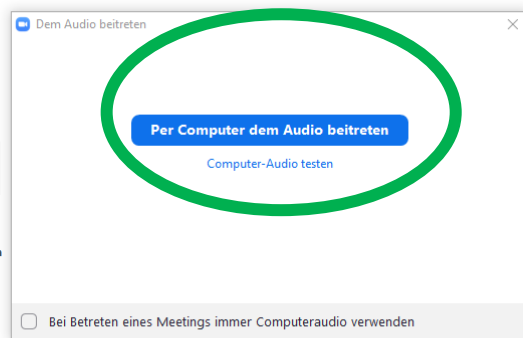 Dem Audio beitreten
Per Computer dem Audio beitreten
Computer-Audio testen
Bei Betreten eines Meetings immer Computeraudio verwenden